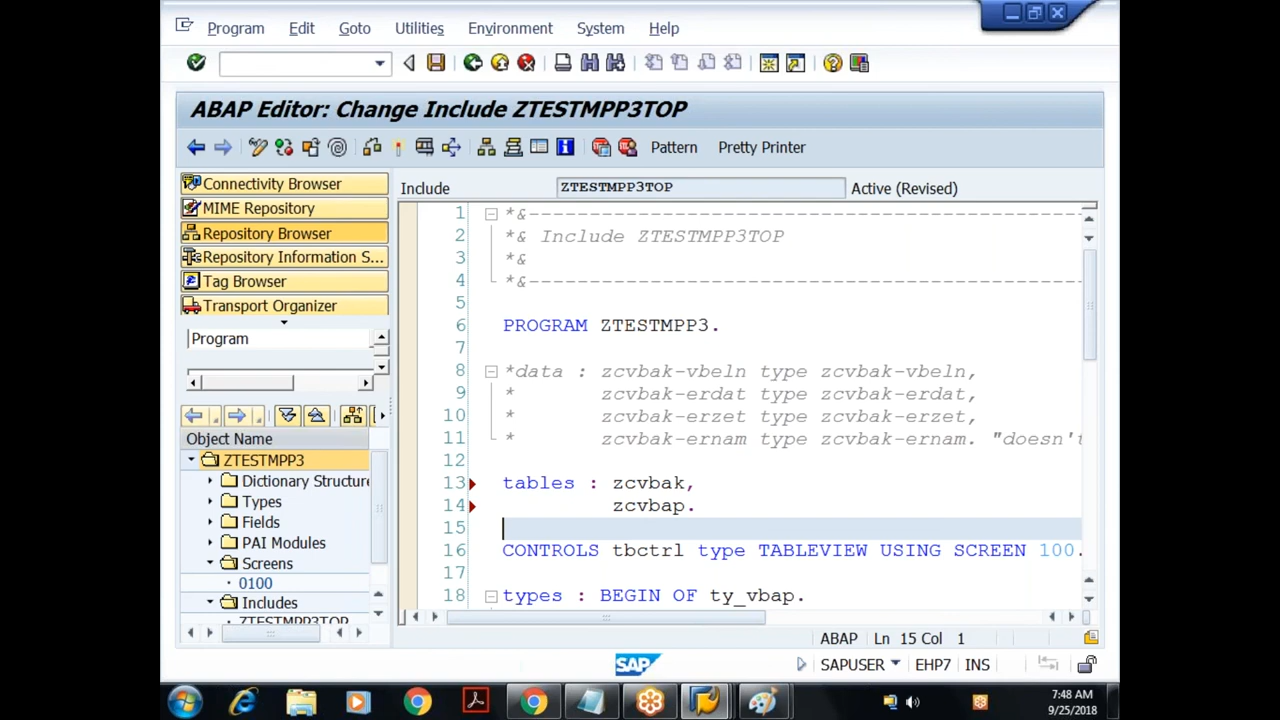 Program Edit Goto Utilities Environment System Help
ABAP Editor: Change Include ZTESTMPP3TOP
Pattern Pretty Printer
Connectivity Browser
MIME Repository
Repository Browser
Repository Information S...
Tag Browser
Transport Organizer
Program
Object Name
ZTESTMPP3
Dictionary Structure
Types
Fields
PAI Modules
Screens
0100
Includes
ZTESTMPP3TOP
Include ZTESTMPP3TOP Active (Revised)
1 *&---------------------------------------------------
2 *& Include ZTESTMPP3TOP
3 *&
4 *&---------------------------------------------------
5
6 PROGRAM ZTESTMPP3.
7
8 *data : zcvbak-vbeln type zcvbak-vbeln,
9 * zcvbak-erdat type zcvbak-erdat,
10 * zcvbak-erzet type zcvbak-erzet,
11 * zcvbak-ernam type zcvbak-ernam. "doesn't
12
13 tables : zcvbak,
14 zcvbap.
15
16 CONTROLS tbctrl type TABLEVIEW USING SCREEN 100.
17
18 types : BEGIN OF ty_vbap.
ABAP Ln 15 Col 1
SAP SAPUSER EHP7 INS
7:48 AM
9/25/2018